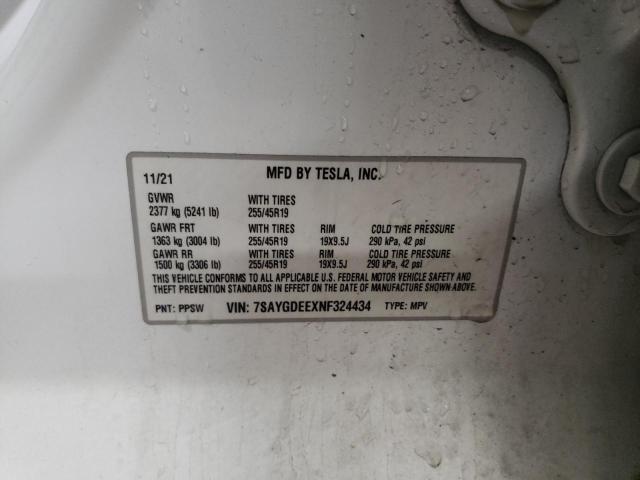 11/21 MFD BY TESLA, INC.
GVWR WITH TIRES
2377 kg (5241 lb) 255/45R19
GAWR FRT WITH TIRES RIM COLD TIRE PRESSURE
1363 kg (3004 lb) 255/45R19 19X9.5J 290 kPa, 42 psi
GAWR RR WITH TIRES RIM COLD TIRE PRESSURE
1500 kg (3306 lb) 255/45R19 19X9.5J 290 kPa, 42 psi
THIS VEHICLE CONFORMS TO ALL APPLICABLE U.S. FEDERAL MOTOR VEHICLE SAFETY AND
THEFT PREVENTION STANDARDS IN EFFECT ON THE DATE OF MANUFACTURE SHOWN ABOVE.
PNT: PPSW VIN: 7SAYGDEEXNF324434 TYPE: MPV